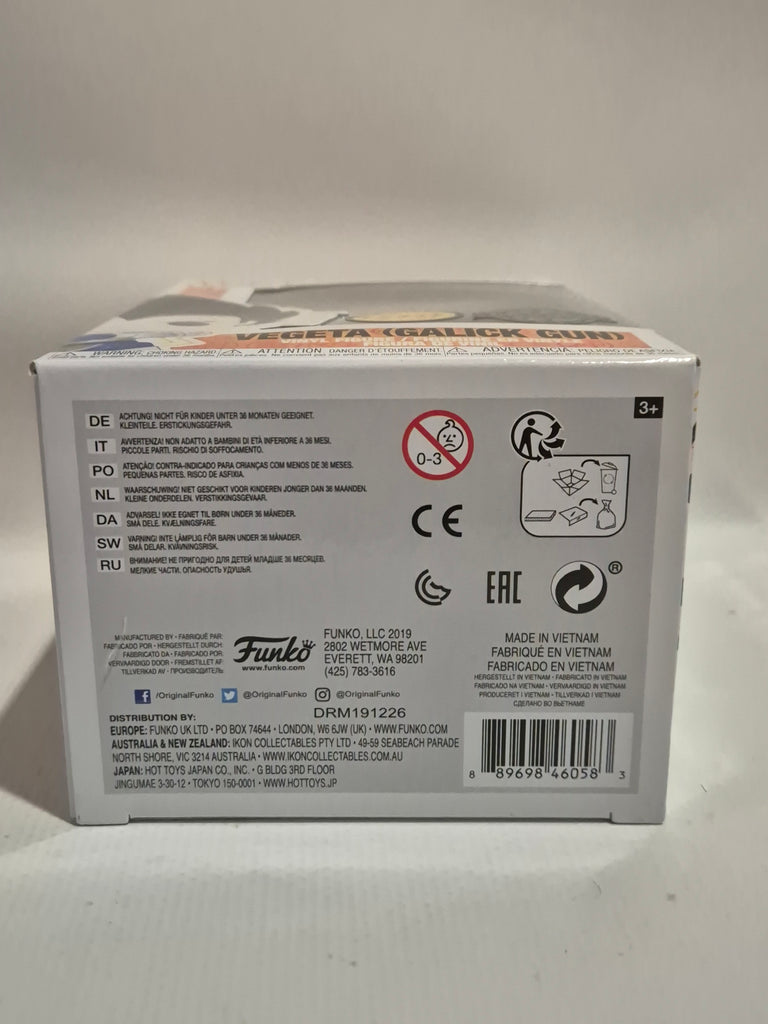 VEGETA (GALICK GUN)
WARNING: CHOKING HAZARD
ATTENTION DANGER D'ÉTOUFFEMENT
ADVERTENCIA: PELIGRO DE ASFIXIA
3+
DE ACHTUNG! NICHT FÜR KINDER UNTER 36 MONATEN GEEIGNET.
KLEINTEILE. ERSTICKUNGSGEFAHR.
IT AVVERTENZA! NON ADATTO A BAMBINI DI ETÀ INFERIORE A 36 MESI.
PICCOLE PARTI. RISCHIO DI SOFFOCAMENTO.
PO ATENÇÃO! CONTRA-INDICADO PARA CRIANÇAS COM MENOS DE 36 MESES.
PEQUENAS PARTES. RISCO DE ASFIXIA.
NL WAARSCHUWING! NIET GESCHIKT VOOR KINDEREN JONGER DAN 36 MAANDEN.
KLEINE ONDERDELEN. VERSTIKKINGSGEVAAR.
DA ADVARSEL! IKKE EGNET TIL BØRN UNDER 36 MÅNEDER.
SMÅ DELE. KVÆLNINGSFARE.
SW VARNING! INTE LÄMPLIG FÖR BARN UNDER 36 MÅNADER.
SMÅ DELAR. KVÄVNINGSRISK.
RU ВНИМАНИЕ! НЕ ПРИГОДНО ДЛЯ ДЕТЕЙ МЛАДШЕ 36 МЕСЯЦЕВ.
МЕЛКИЕ ЧАСТИ. ОПАСНОСТЬ УДУШЬЯ.
0-3
CE
EAC
®
MANUFACTURED BY • FABRIQUÉ PAR:
FABRICADO POR • HERGESTELLT DURCH:
FABBRICATO DA • FABRICADO POR:
VERVAARDIGD DOOR • FREMSTILLET AF:
TILLVERKAD AV • ПРОИЗВОДИТЕЛЬ:
Funko
www.funko.com
FUNKO, LLC 2019
2802 WETMORE AVE
EVERETT, WA 98201
(425) 783-3616
/OriginalFunko @OriginalFunko @OriginalFunko
DRM191226
DISTRIBUTION BY:
EUROPE: FUNKO UK LTD • PO BOX 74644 • LONDON, W6 6JW (UK) • WWW.FUNKO.COM
AUSTRALIA & NEW ZEALAND: IKON COLLECTABLES PTY LTD • 49-59 SEABEACH PARADE
NORTH SHORE, VIC 3214 AUSTRALIA • WWW.IKONCOLLECTABLES.COM.AU
JAPAN: HOT TOYS JAPAN CO., INC. • G BLDG 3RD FLOOR
JINGUMAE 3-30-12 • TOKYO 150-0001 • WWW.HOTTOYS.JP
MADE IN VIETNAM
FABRIQUÉ EN VIETNAM
FABRICADO EN VIETNAM
HERGESTELLT IN VIETNAM • FABBRICATO IN VIETNAM
FABRICADO NA VIETNAM • VERVAARDIGD IN VIETNAM
PRODUCERET I VIETNAM • TILLVERKAD I VIETNAM
СДЕЛАНО ВО ВЬЕТНАМЕ
8 89698 46058 3